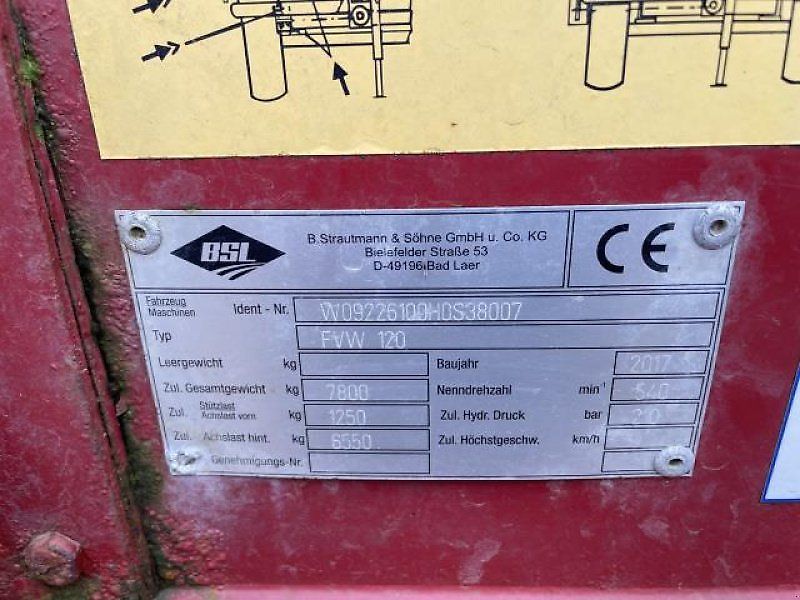 BSL
B.Strautmann & Söhne GmbH u. Co. KG
Bielefelder Straße 53
D-49196 Bad Laer
CE
Fahrzeug
Maschinen
Ident - Nr. W09226100H0S38007
Typ FVW 120
Leergewicht kg
Baujahr 2017
Zul. Gesamtgewicht kg 7800
Nenndrehzahl min-1 540
Zul. Stützlast
Achslast vorn. kg 1250
Zul. Hydr. Druck bar 210
Zul. Achslast hint. kg 6550
Zul. Höchstgeschw. km/h
Genehmigungs-Nr.